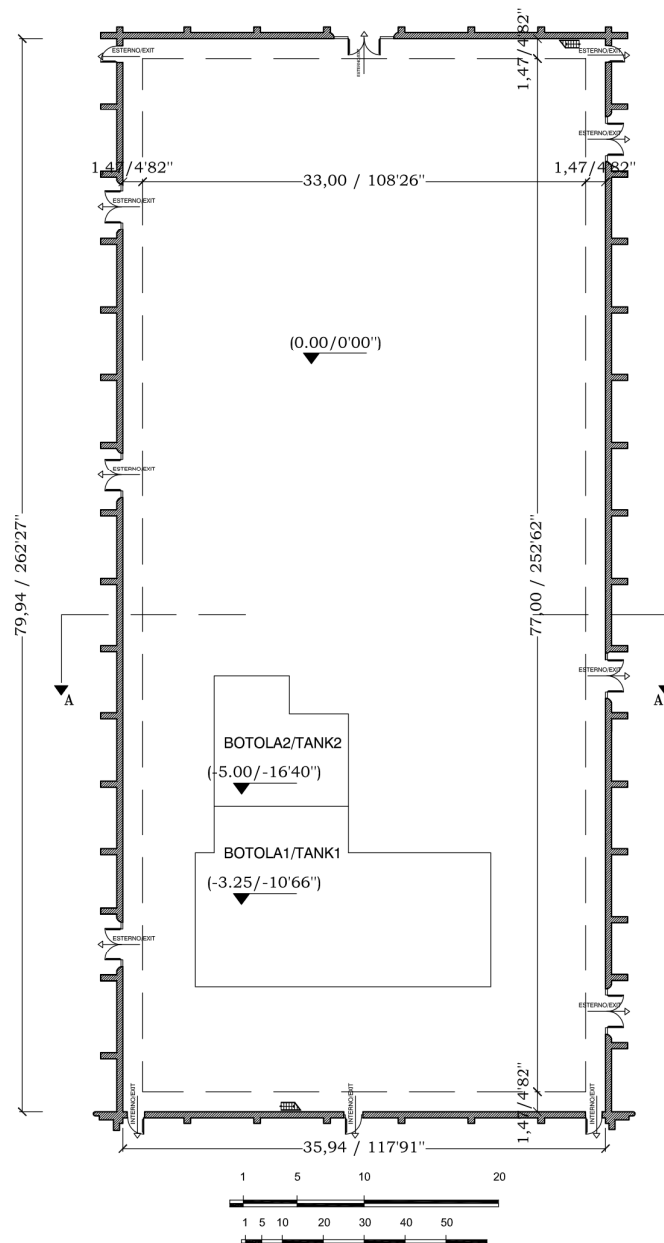 ESTERNO/EXIT
ESTERNO/EXIT
ESTERNO/EXIT
1,47/4'82"
ESTERNO/EXIT
1,47/4'82"
33,00 / 108'26"
1,47/4'82"
ESTERNO/EXIT
(0.00/0'00")
ESTERNO/EXIT
79,94 / 262'27"
77,00 / 252'62"
ESTERNO/EXIT
A
A
BOTOLA2/TANK2
(-5.00/-16'40")
BOTOLA1/TANK1
(-3.25/-10'66")
ESTERNO/EXIT
ESTERNO/EXIT
INTERNO/EXIT
INTERNO/EXIT
INTERNO/EXIT
1,47/4'82"
35,94 / 117'91"
1 5 10 20
1 5 10 20 30 40 50